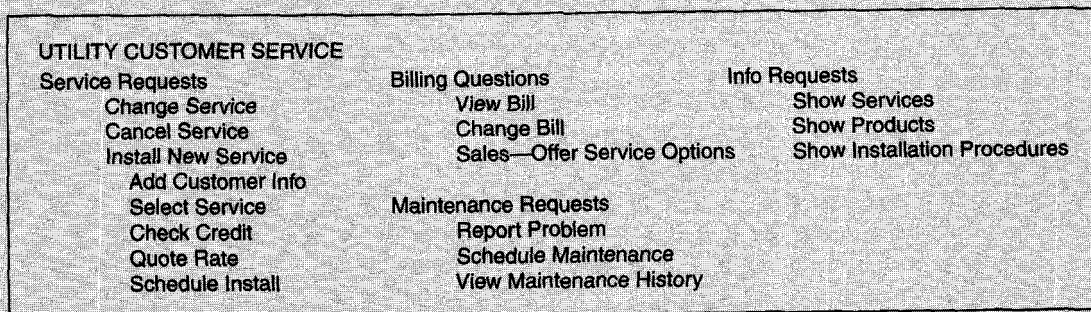 UTILITY CUSTOMER SERVICE
Service Requests
Change Service
Cancel Service
Install New Service
Add Customer Info
Select Service
Check Credit
Quote Rate
Schedule Install
Billing Questions
View Bill
Change Bill
Sales—Offer Service Options
Maintenance Requests
Report Problem
Schedule Maintenance
View Maintenance History
Info Requests
Show Services
Show Products
Show Installation Procedures